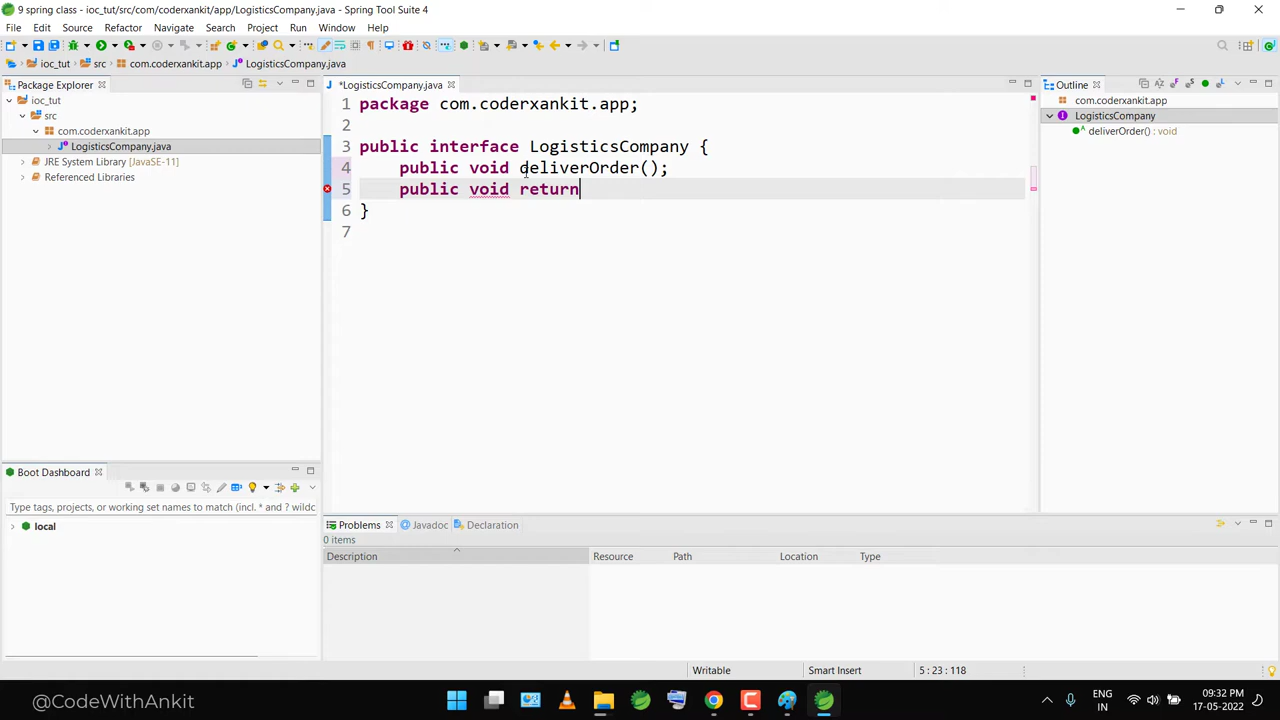 9 spring class - ioc_tut/src/com/coderxankit/app/LogisticsCompany.java - Spring Tool Suite 4
File Edit Source Refactor Navigate Search Project Run Window Help
ioc_tut src com.coderxankit.app LogisticsCompany.java
Package Explorer
ioc_tut
src
com.coderxankit.app
LogisticsCompany.java
JRE System Library [JavaSE-11]
Referenced Libraries
*LogisticsCompany.java
1 package com.coderxankit.app;
2
3 public interface LogisticsCompany {
4 public void deliverOrder();
5 public void return
6 }
7
Outline
com.coderxankit.app
LogisticsCompany
deliverOrder() : void
Boot Dashboard
Type tags, projects, or working set names to match (incl. * and ? wildc
local
Problems Javadoc Declaration
0 items
Description Resource Path Location Type
Writable Smart Insert 5 : 23 : 118
@CodeWithAnkit
ENG
IN
09:32 PM
17-05-2022